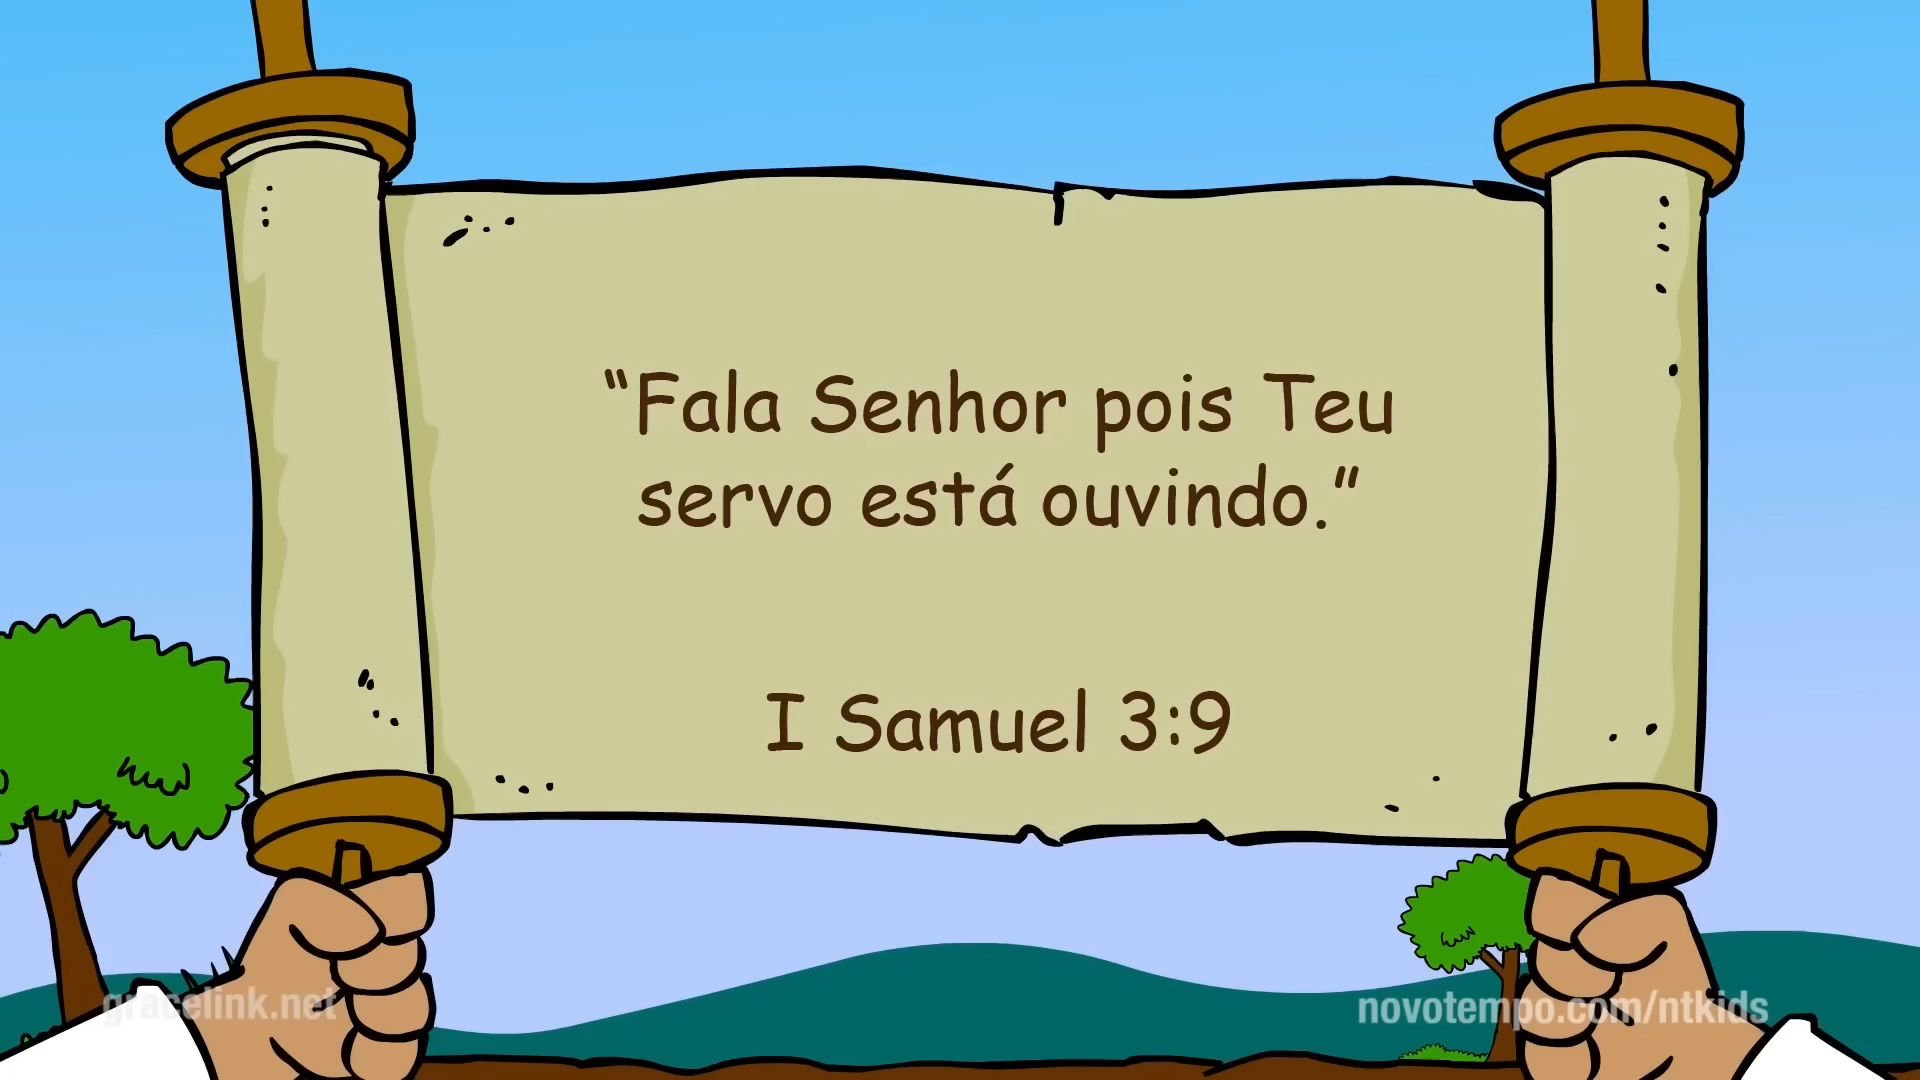 “Fala Senhor pois Teu
servo está ouvindo.”
I Samuel 3:9
gracelink.net
novotempo.com/ntkids